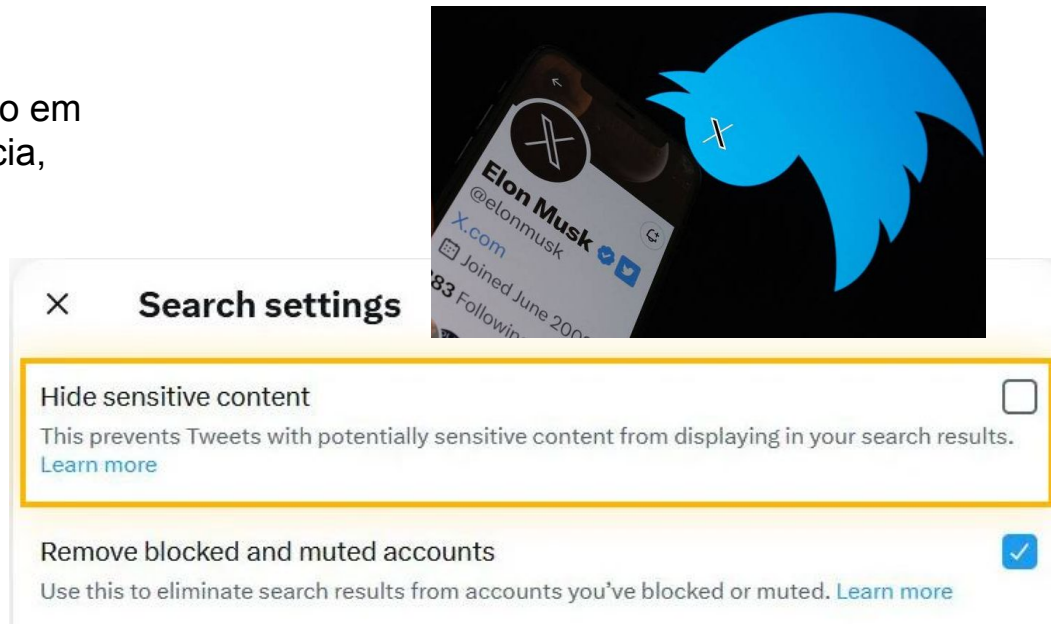 o em
cia,
X
Elon Musk
@elonmusk
X.com
Joined June 200
83 Following
X
Search settings
Hide sensitive content
This prevents Tweets with potentially sensitive content from displaying in your search results.
Learn more
Remove blocked and muted accounts
Use this to eliminate search results from accounts you’ve blocked or muted. Learn more